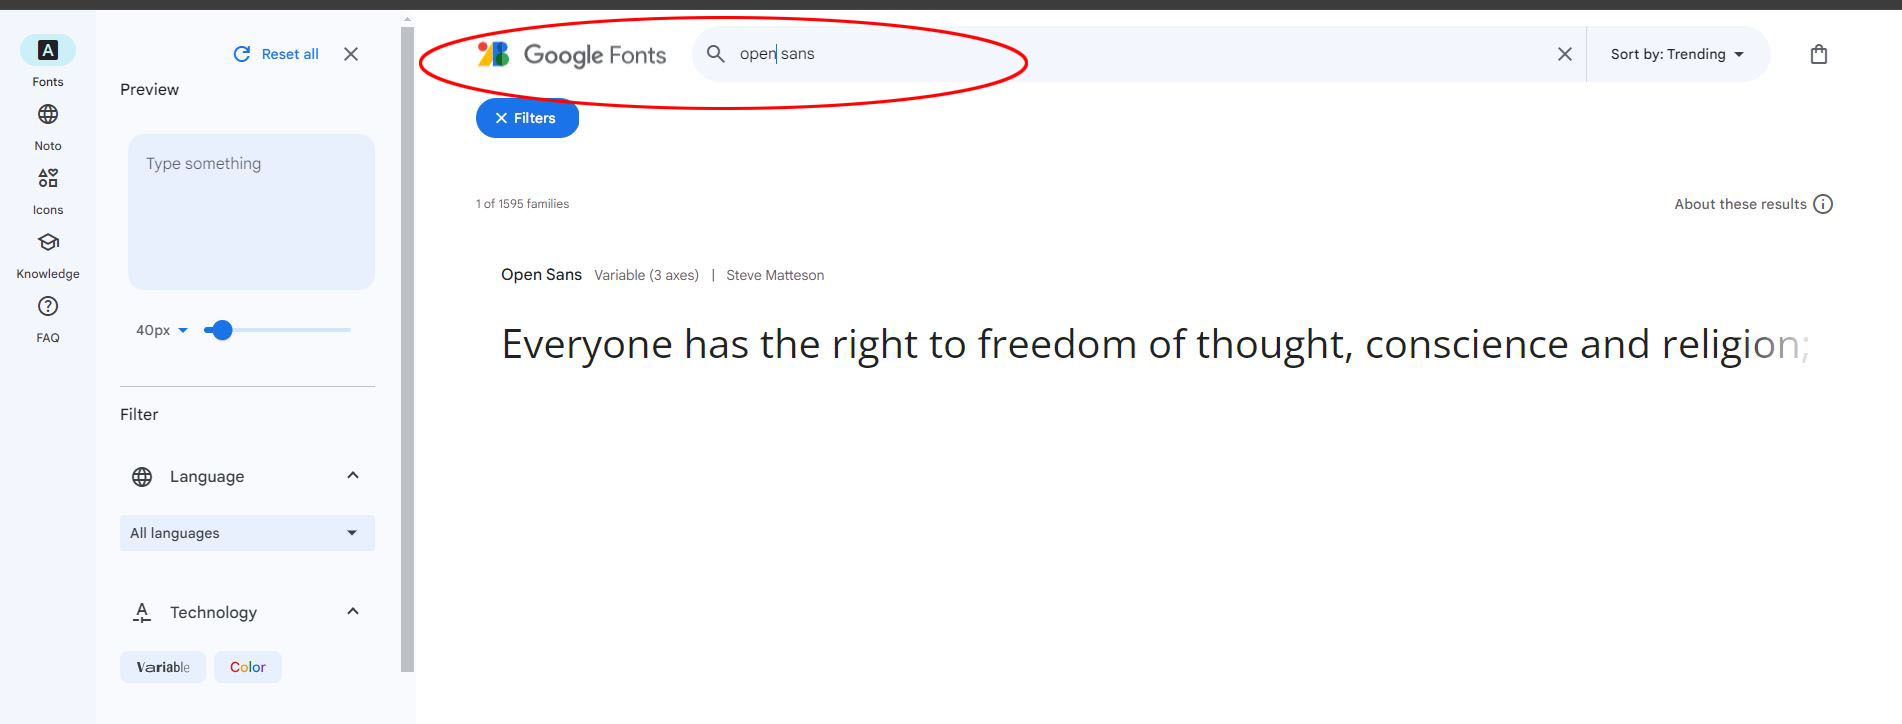 Fonts
Noto
Icons
Knowledge
FAQ
Reset all
Preview
Type something
40px
Filter
Language
All languages
Technology
Variable Color
Google Fonts
open sans
Sort by: Trending
Filters
1 of 1595 families
About these results
Open Sans Variable (3 axes) | Steve Matteson
Everyone has the right to freedom of thought, conscience and religion;